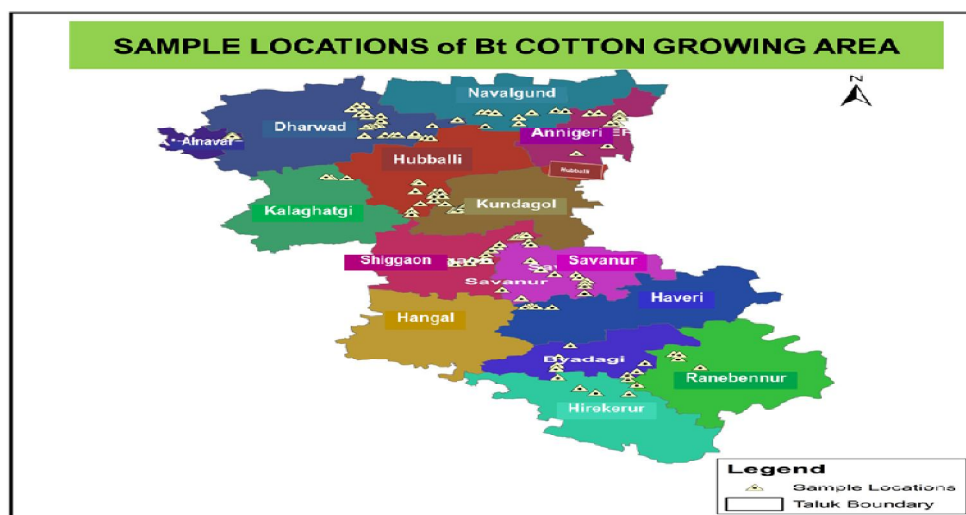 SAMPLE LOCATIONS of Bt COTTON GROWING AREA
N
Navalgund
Dharwad
Annigeri
Alnavar
Hubballi
Hubballi
Kundagol
Kalaghatgi
Shiggaon
Savanur
Savanur
Haveri
Hangal
Byadagi
Ranebennur
Hirekerur
Legend
Sample Locations
Taluk Boundary